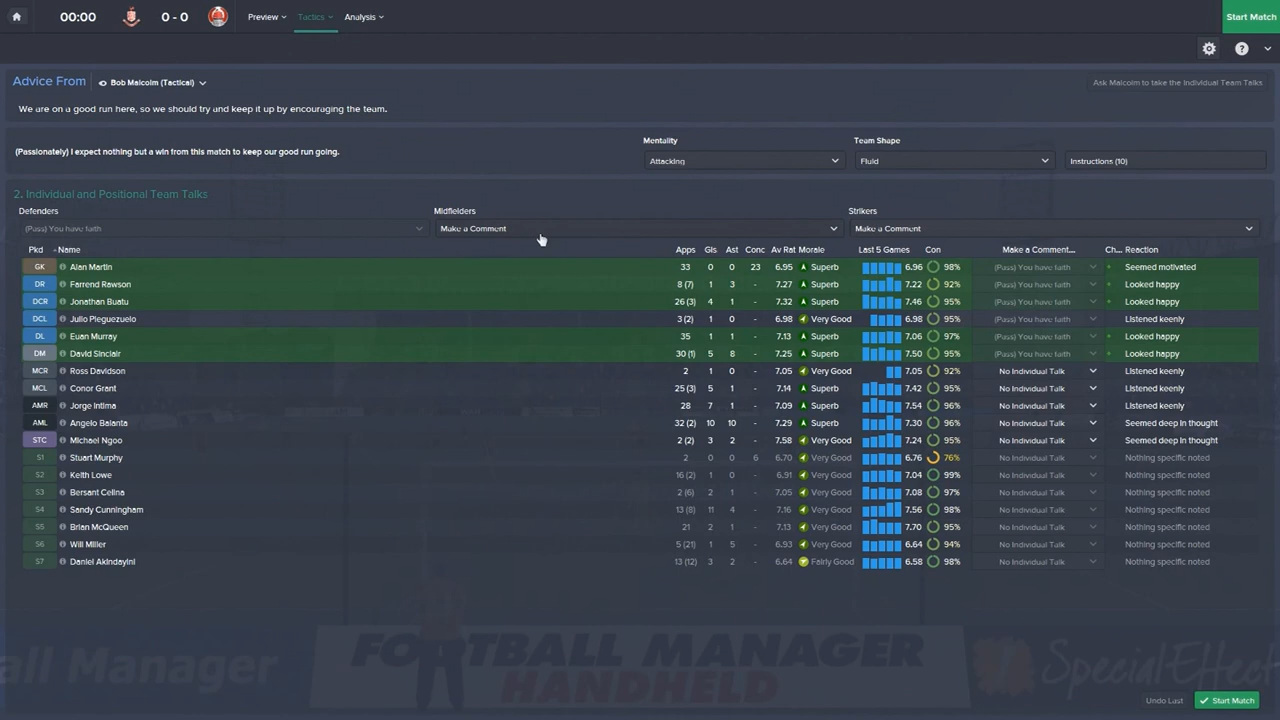 00:00 0 - 0 Preview Tactics Analysis Start Match
Advice From Bob Malcolm (Tactical) Ask Malcolm to take the Individual Team Talks
We are on a good run here, so we should try and keep it up by encouraging the team.
Mentality Team Shape
(Passionately) I expect nothing but a win from this match to keep our good run going. Attacking Fluid Instructions (10)
2. Individual and Positional Team Talks
Defenders Midfielders Strikers
(Pass) You have faith Make a Comment Make a Comment
Pkd Name Apps Gls Ast Conc Av Rat Morale Last 5 Games Con Make a Comment... Ch... Reaction
GK Alan Martin 33 0 0 23 6.95 Superb 6.96 98% (Pass) You have faith Seemed motivated
DR Farrend Rawson 8 (7) 1 3 - 7.27 Superb 7.22 92% (Pass) You have faith Looked happy
DCR Jonathan Buatu 26 (3) 4 1 - 7.32 Superb 7.46 95% (Pass) You have faith Looked happy
DCL Julio Pleguezuelo 3 (2) 1 0 - 6.98 Very Good 6.98 95% (Pass) You have faith Listened keenly
DL Euan Murray 35 1 1 - 7.13 Superb 7.06 97% (Pass) You have faith Looked happy
DM David Sinclair 30 (1) 5 8 - 7.25 Superb 7.50 95% (Pass) You have faith Looked happy
MCR Ross Davidson 2 1 0 - 7.05 Very Good 7.05 92% No Individual Talk Listened keenly
MCL Conor Grant 25 (3) 5 1 - 7.14 Superb 7.42 95% No Individual Talk Listened keenly
AMR Jorge Intima 28 7 1 - 7.09 Superb 7.54 96% No Individual Talk Listened keenly
AML Angelo Balanta 32 (2) 10 10 - 7.29 Superb 7.30 96% No Individual Talk Seemed deep in thought
STC Michael Ngoo 2 (2) 3 2 - 7.58 Very Good 7.24 95% No Individual Talk Seemed deep in thought
S1 Stuart Murphy 2 0 0 6 6.70 Very Good 6.76 76% No Individual Talk Nothing specific noted
S2 Keith Lowe 16 (2) 1 0 - 6.91 Very Good 7.04 99% No Individual Talk Nothing specific noted
S3 Bersant Celina 2 (6) 2 1 - 7.05 Very Good 7.08 97% No Individual Talk Nothing specific noted
S4 Sandy Cunningham 13 (8) 11 4 - 7.16 Very Good 7.56 98% No Individual Talk Nothing specific noted
S5 Brian McQueen 21 2 1 - 7.13 Very Good 7.70 95% No Individual Talk Nothing specific noted
S6 Will Miller 5 (21) 1 5 - 6.93 Very Good 6.64 94% No Individual Talk Nothing specific noted
S7 Daniel Akindayini 13 (12) 3 2 - 6.64 Fairly Good 6.58 98% No Individual Talk Nothing specific noted
ball Manager FOOTBALL MANAGER HANDHELD SpecialEffect
Undo Last Start Match